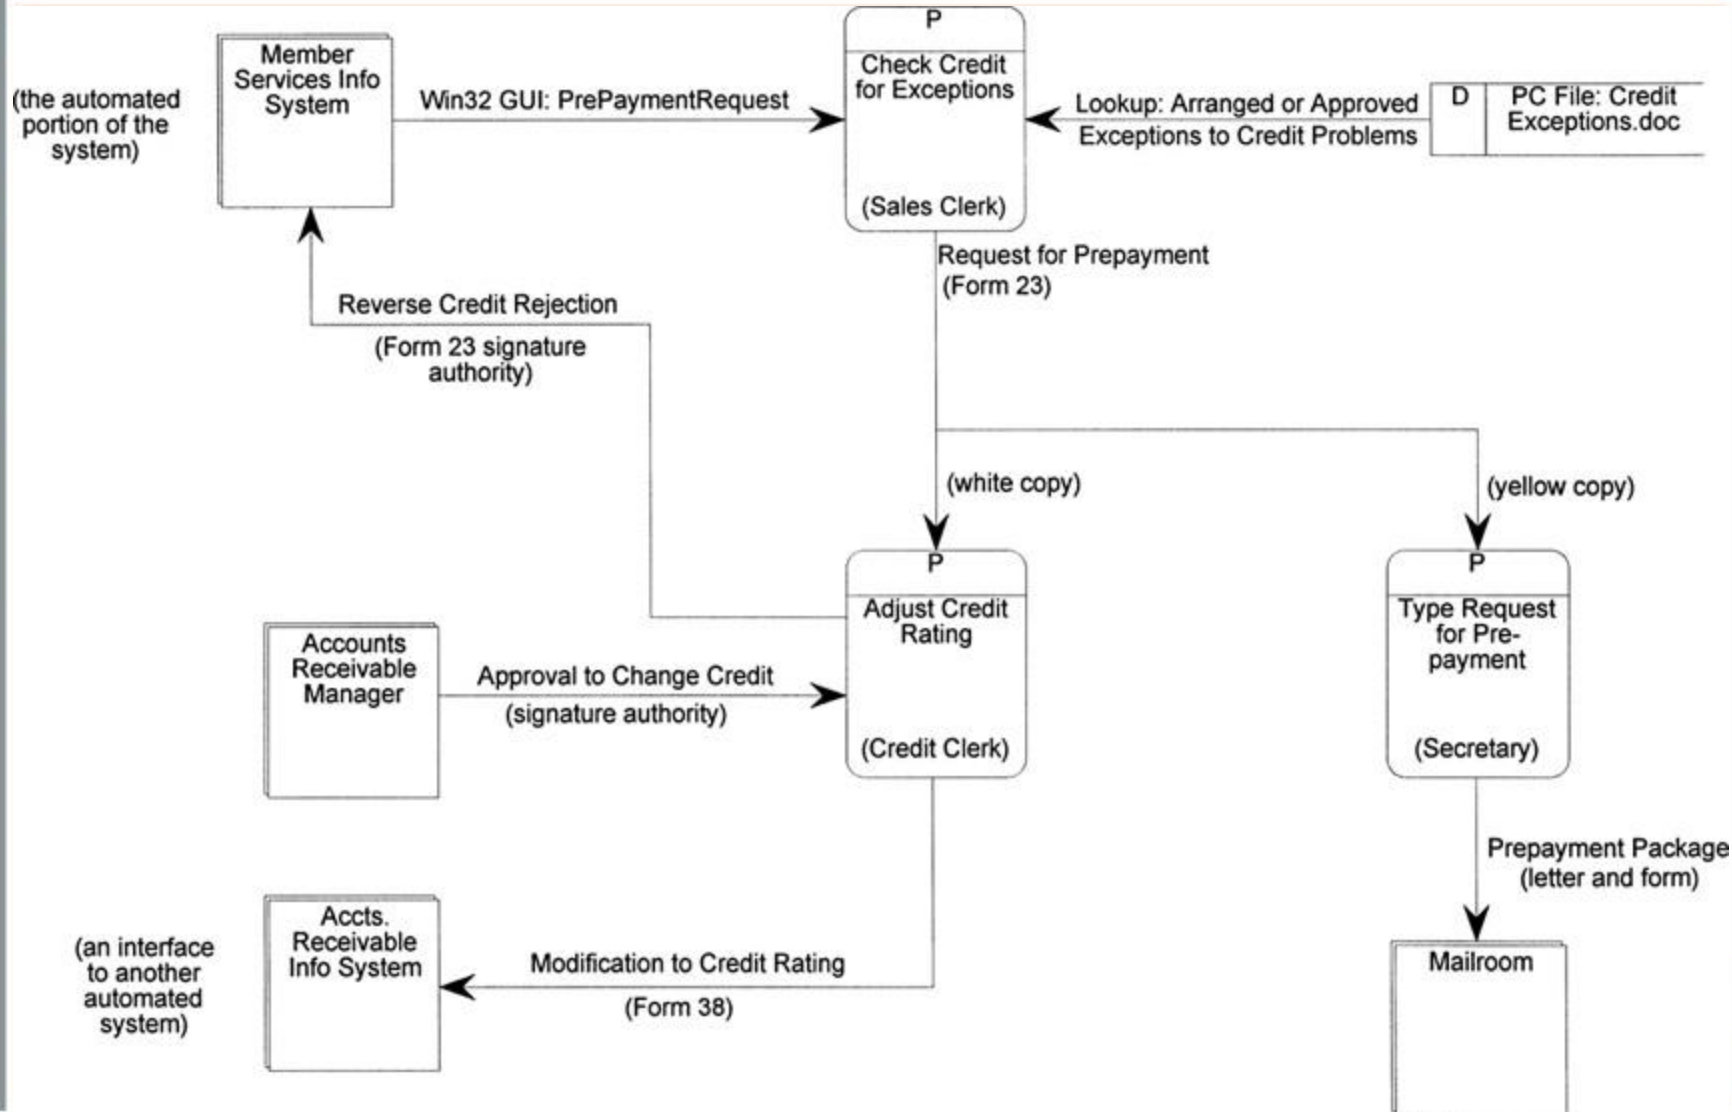 P
Member
Services Info
System
(the automated
portion of the
system)
Win32 GUI: PrePaymentRequest
Check Credit
for Exceptions
(Sales Clerk)
Lookup: Arranged or Approved
Exceptions to Credit Problems
D
PC File: Credit
Exceptions.doc
Request for Prepayment
(Form 23)
Reverse Credit Rejection
(Form 23 signature
authority)
(white copy)
(yellow copy)
P
Adjust Credit
Rating
(Credit Clerk)
P
Type Request
for Pre-
payment
(Secretary)
Accounts
Receivable
Manager
Approval to Change Credit
(signature authority)
Prepayment Package
(letter and form)
Accts.
Receivable
Info System
(an interface
to another
automated
system)
Modification to Credit Rating
(Form 38)
Mailroom